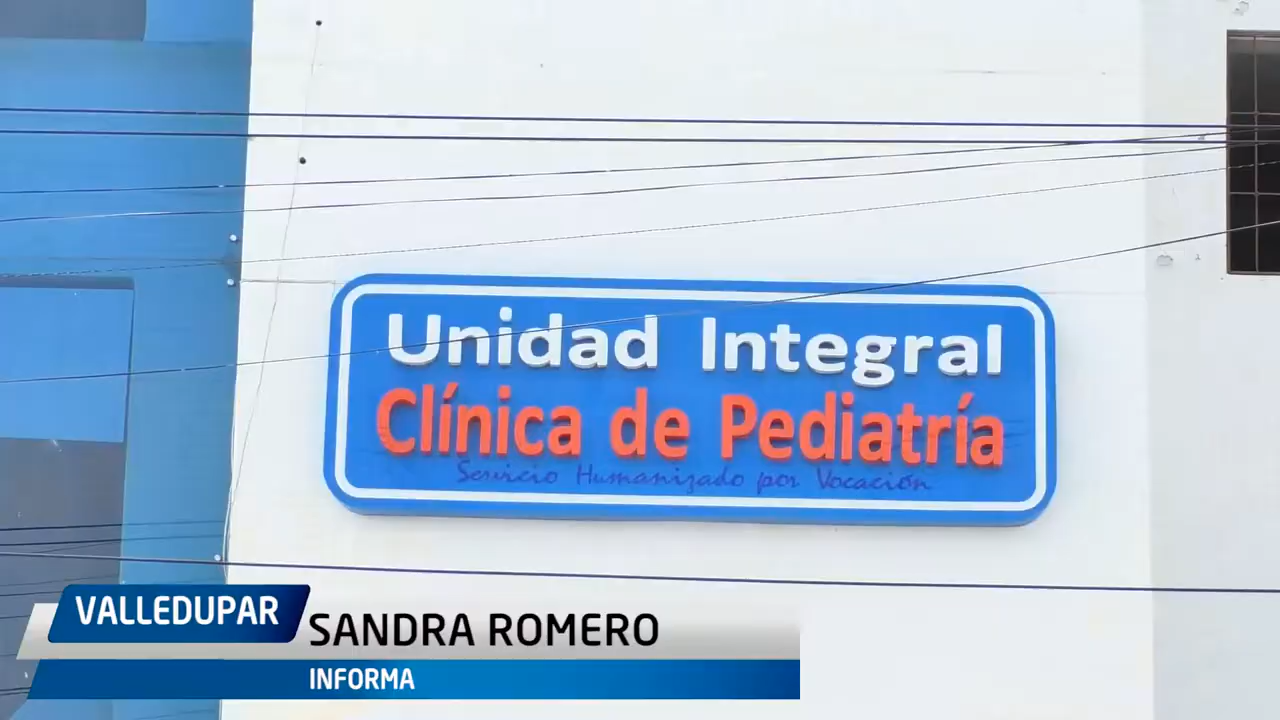 Unidad Integral
Clínica de Pediatría
Servicio Humanizado por Vocación
VALLEDUPAR
SANDRA ROMERO
INFORMA